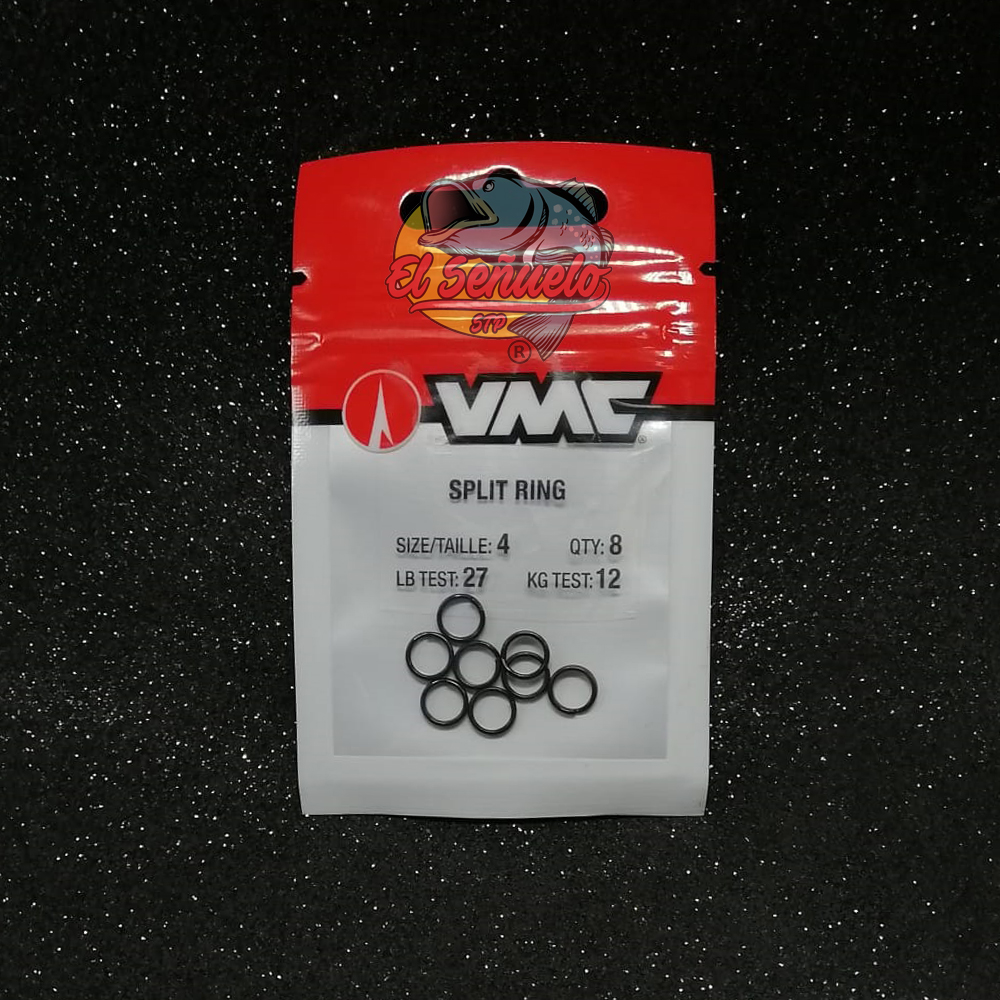 El Señuelo
STP
®
VMC®
SPLIT RING
SIZE/TAILLE: 4 QTY: 8
LB TEST: 27 KG TEST: 12